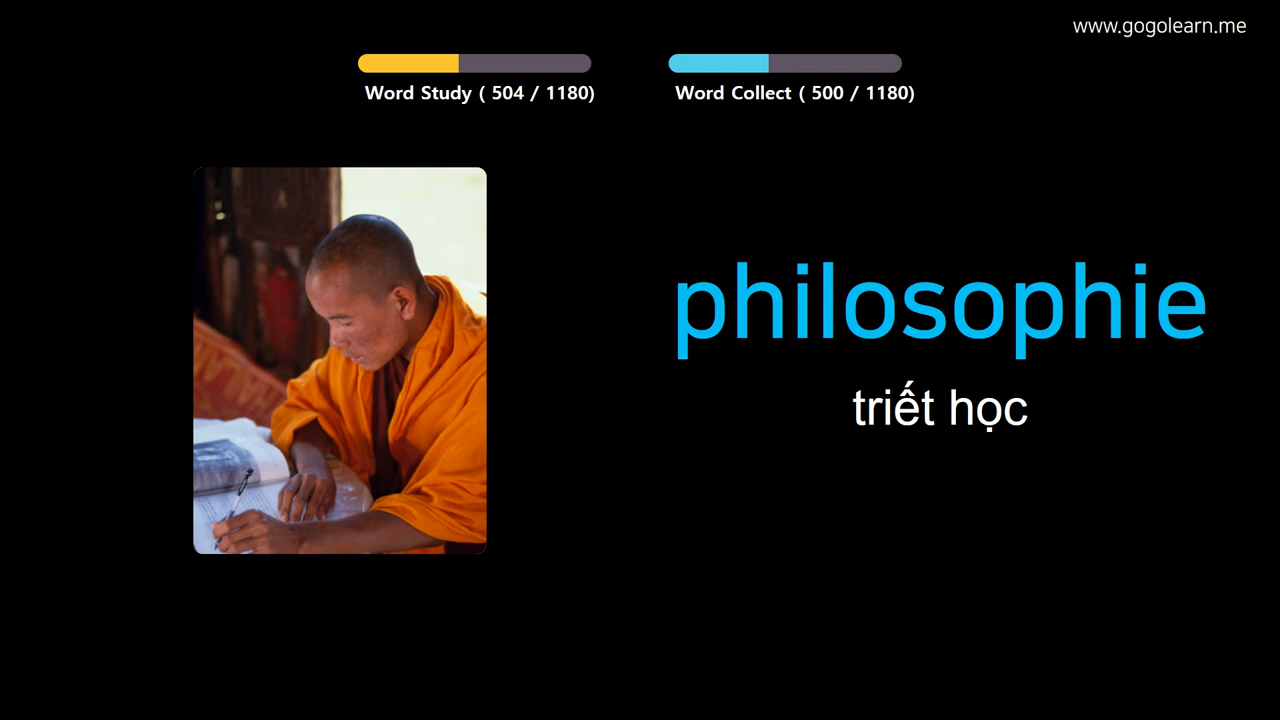 www.gogolearn.me
Word Study ( 504 / 1180)
Word Collect ( 500 / 1180)
philosophie
triết học